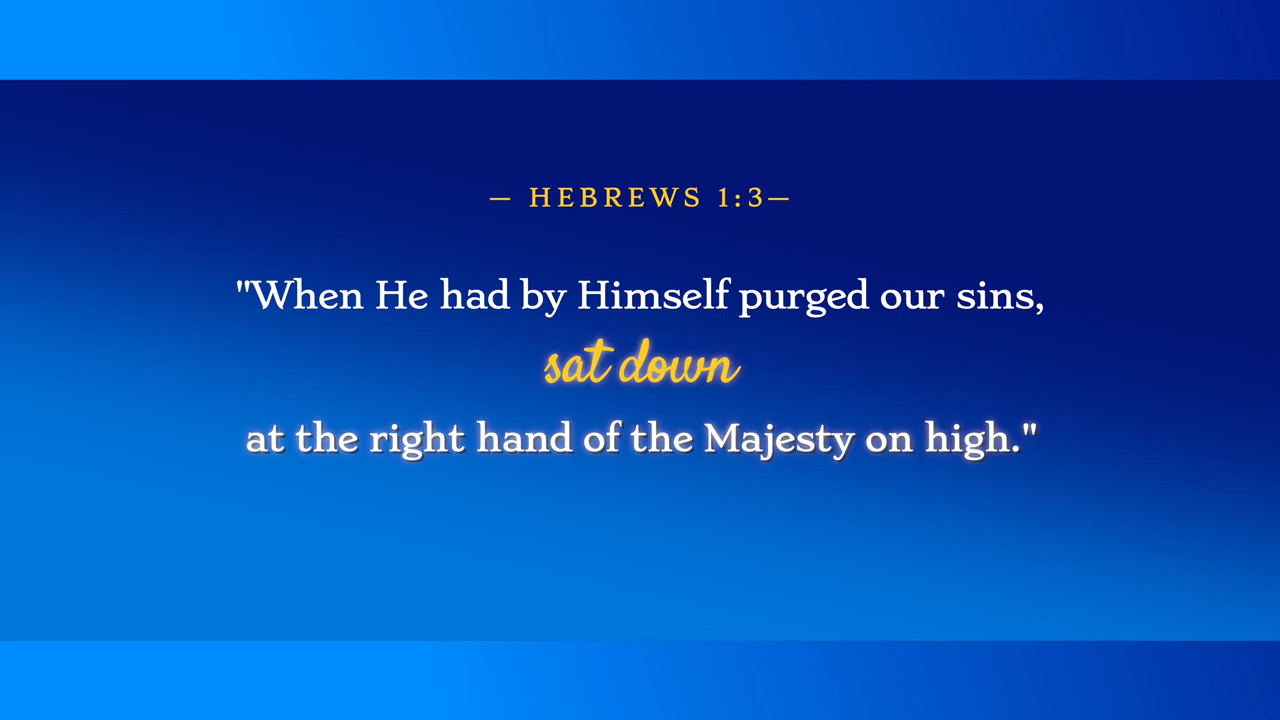 — HEBREWS 1:3—
"When He had by Himself purged our sins,
sat down
at the right hand of the Majesty on high."